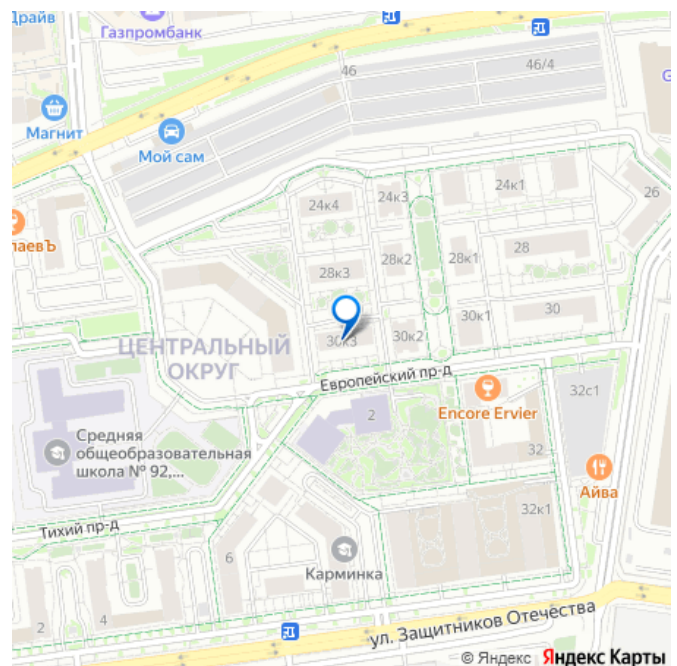 Драйв
Газпромбанк
46
46/4
G
Магнит
Мой сам
24к4
24к3
24к1
26
лаевЪ
28к3
28к2
28к1
28
30к3
30к2
30к1
30
ЦЕНТРАЛЬНЫЙ
ОКРУГ
Европейский пр-д
2
Encore Ervier
32с1
Средняя
общеобразовательная
школа № 92,...
32
Айва
Тихий пр-д
32к1
6
Карминка
2
4
ул. Защитников Отечества
© Яндекс Яндекс Карты